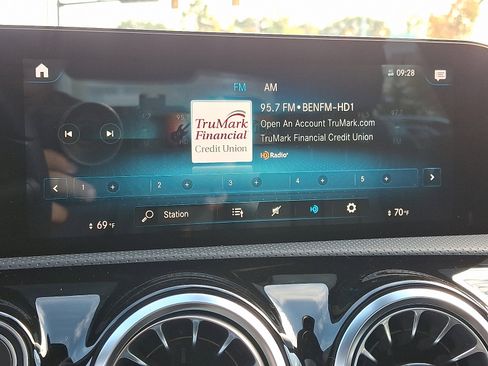 09:28
FM AM
95.7 FM • BENFM-HD1
Open An Account TruMark.com
TruMark Financial Credit Union
HD Radio
TruMark
Financial
Credit Union
1 2 3 4 5
69 °F
Station
70 °F